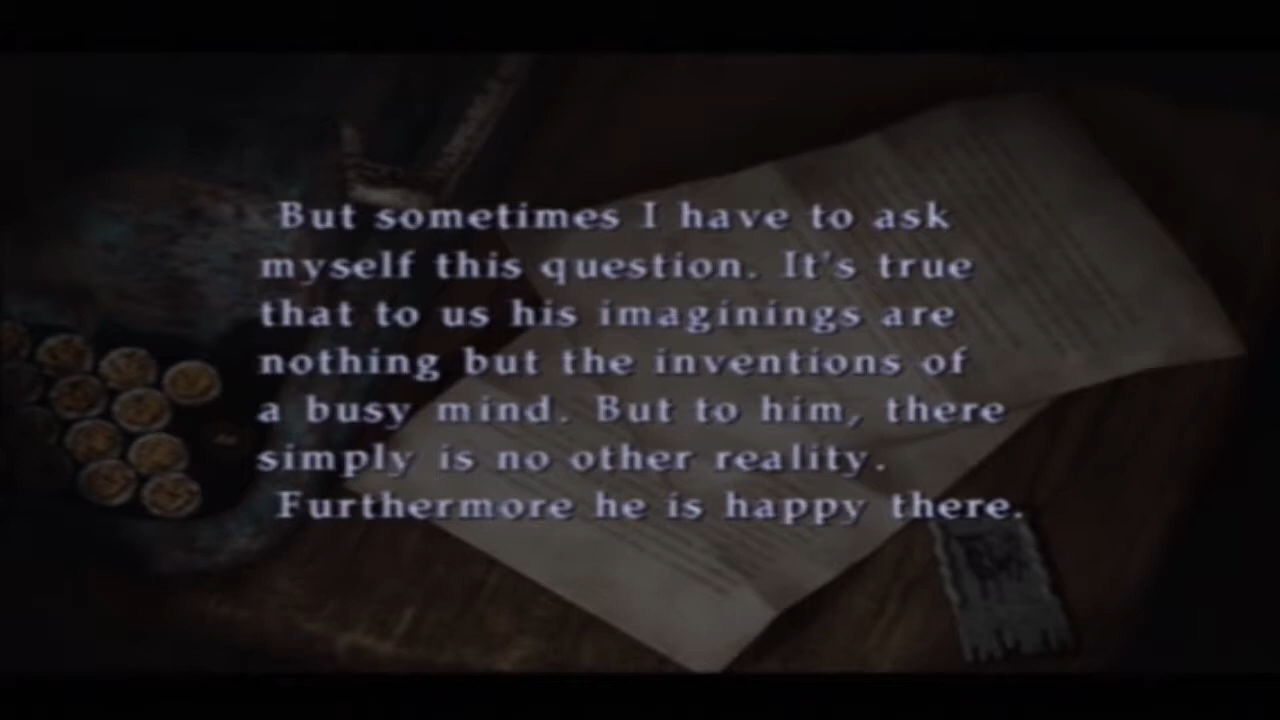 But sometimes I have to ask
myself this question. It's true
that to us his imaginings are
nothing but the inventions of
a busy mind. But to him, there
simply is no other reality.
Furthermore he is happy there.